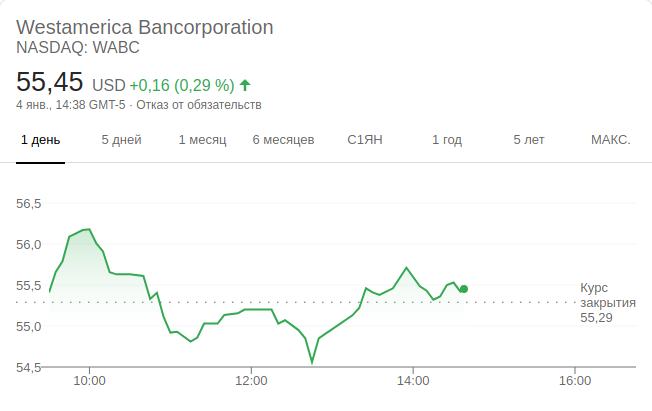 Westamerica Bancorporation
NASDAQ: WABC
55,45 USD +0,16 (0,29 %)
4 янв., 14:38 GMT-5 · Отказ от обязательств
1 день 5 дней 1 месяц 6 месяцев С1ЯН 1 год 5 лет МАКС.
56,5
56,0
55,5
Курс
закрытия
55,29
55,0
54,5
10:00 12:00 14:00 16:00